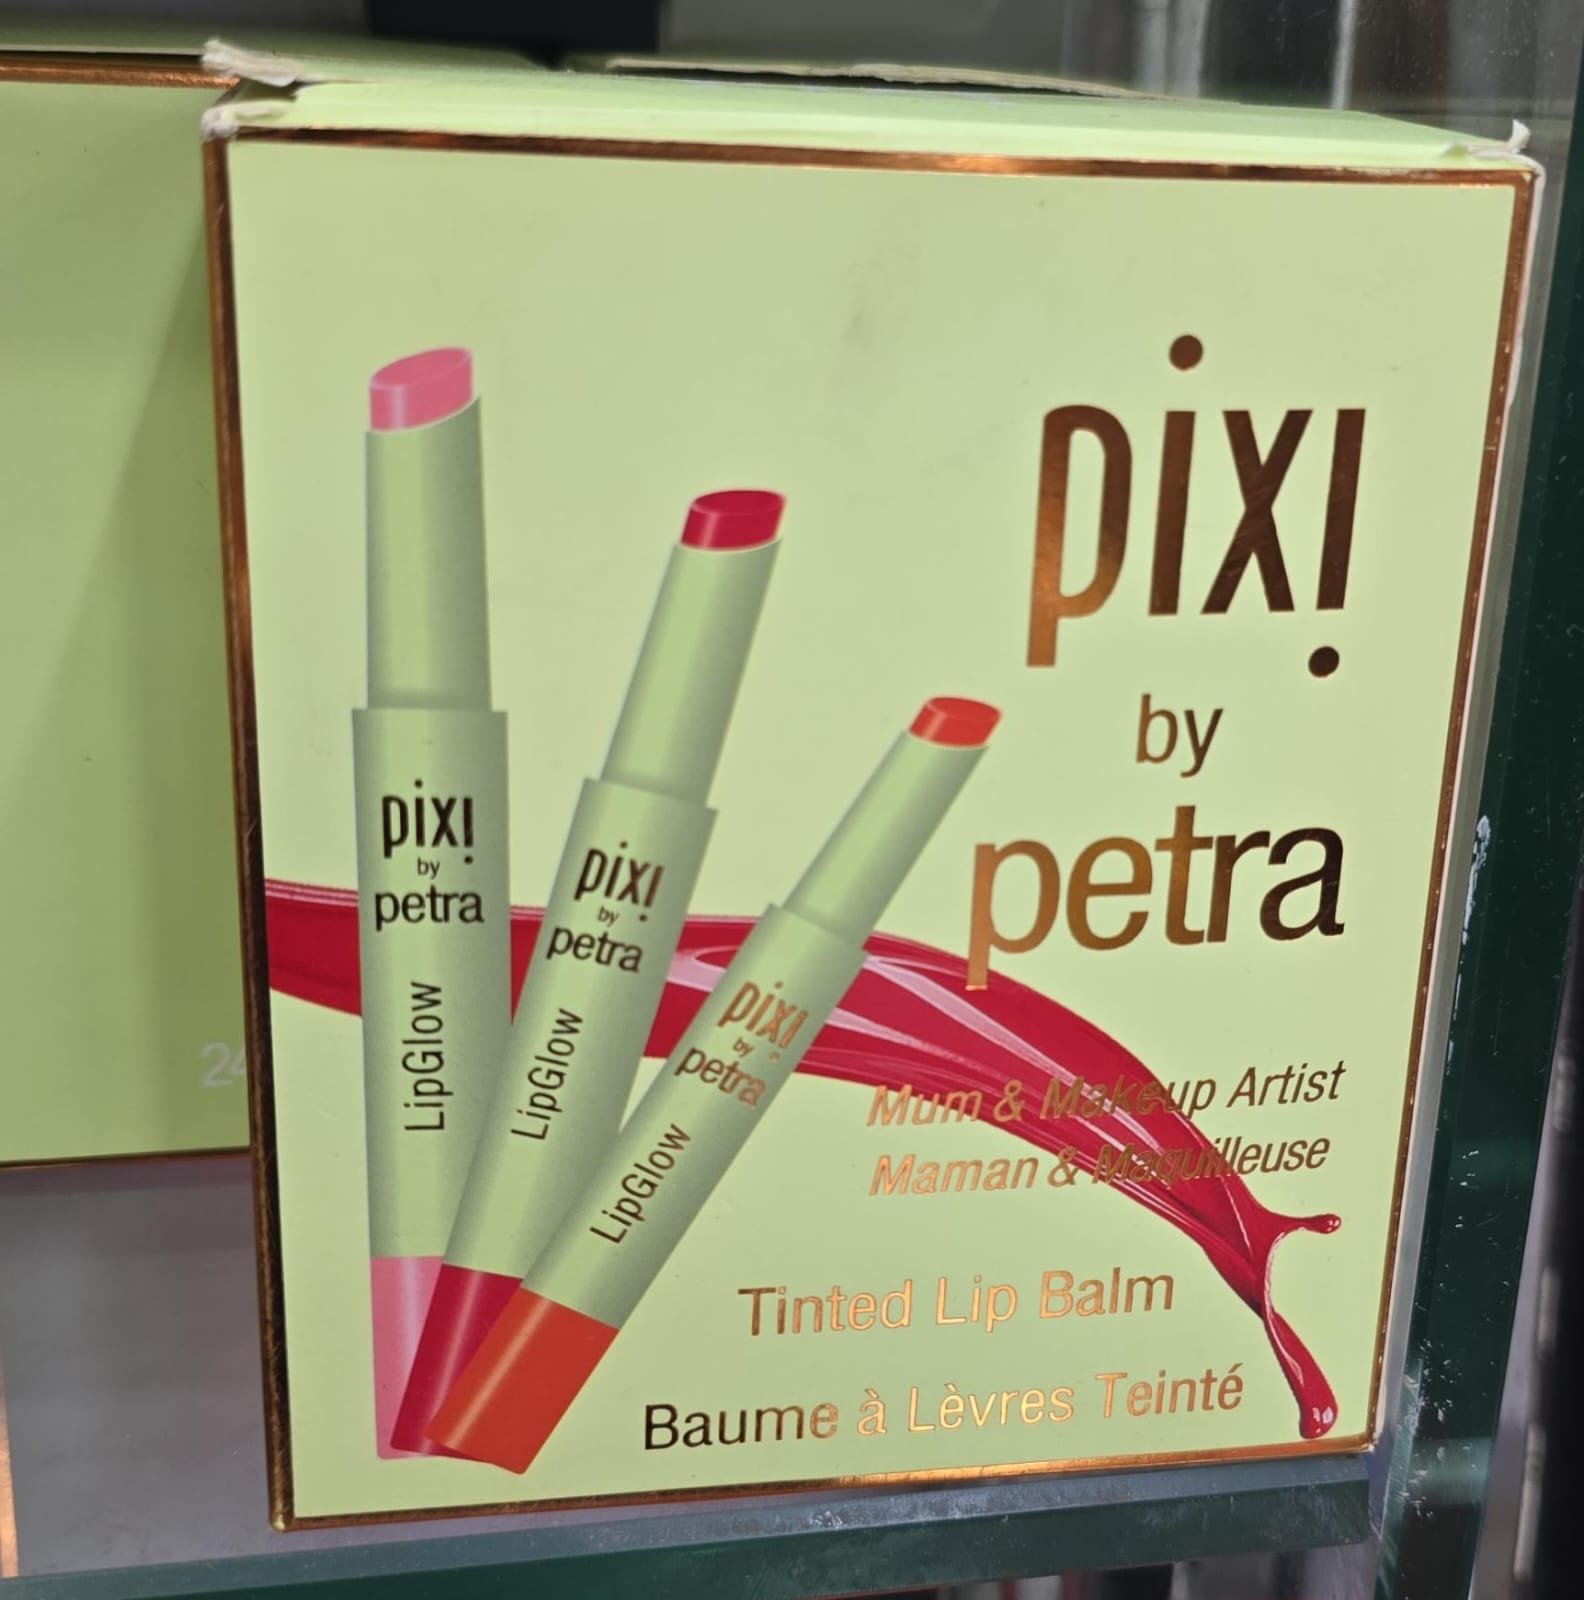 pixi
by
petra
Mum & Makeup Artist
Maman & Maquilleuse
Tinted Lip Balm
Baume à Lèvres Teinté
pixi
by
petra
LipGlow
pixi
by
petra
LipGlow
pixi
by
petra
LipGlow
24